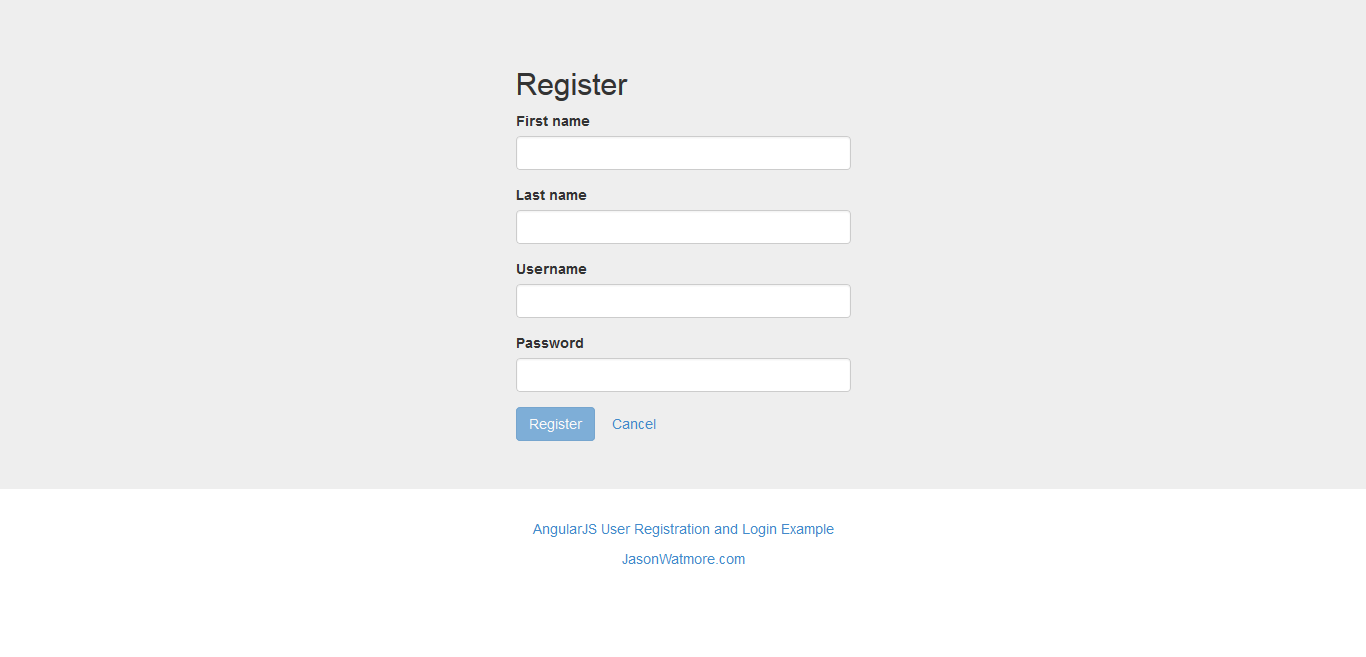 Register
First name
Last name
Username
Password
Register Cancel
AngularJS User Registration and Login Example
JasonWatmore.com